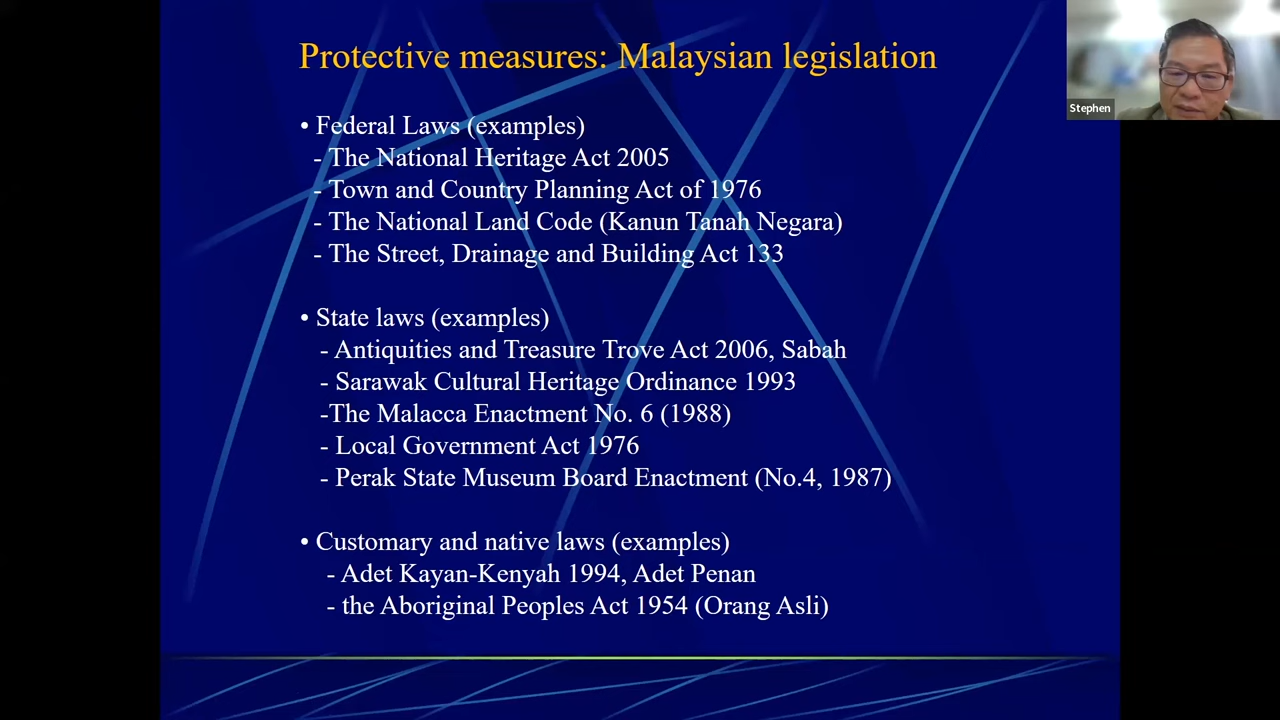 Protective measures: Malaysian legislation
Stephen
• Federal Laws (examples)
- The National Heritage Act 2005
- Town and Country Planning Act of 1976
- The National Land Code (Kanun Tanah Negara)
- The Street, Drainage and Building Act 133
• State laws (examples)
- Antiquities and Treasure Trove Act 2006, Sabah
- Sarawak Cultural Heritage Ordinance 1993
-The Malacca Enactment No. 6 (1988)
- Local Government Act 1976
- Perak State Museum Board Enactment (No.4, 1987)
• Customary and native laws (examples)
- Adet Kayan-Kenyah 1994, Adet Penan
- the Aboriginal Peoples Act 1954 (Orang Asli)